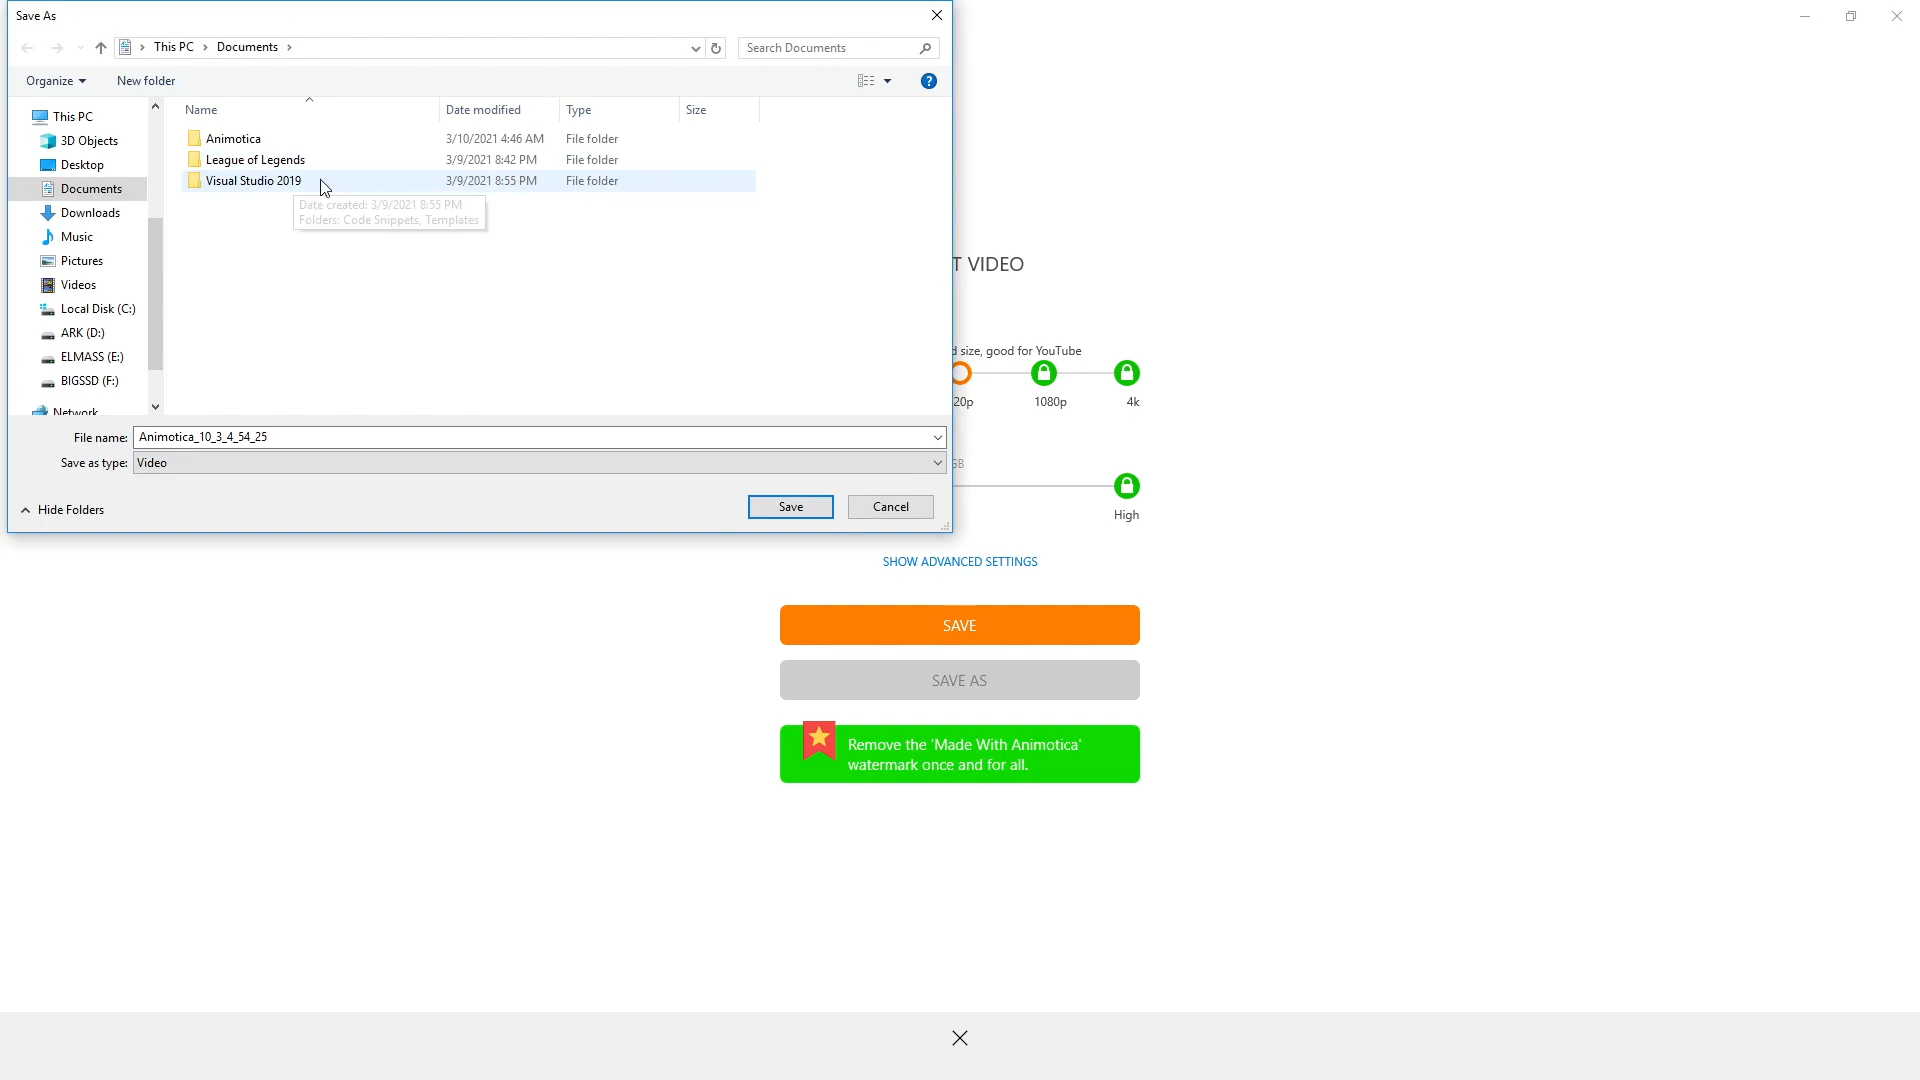 Save As
This PC
Documents
Search Documents
Organize
New folder
?
Name
Date modified
Type
Size
This PC
3D Objects
Desktop
Documents
Downloads
Music
Pictures
Videos
Local Disk (C:)
ARK (D:)
ELMASS (E:)
BIGSSD (F:)
Network
Animotica 3/10/2021 4:46 AM File folder
League of Legends 3/9/2021 8:42 PM File folder
Visual Studio 2019 3/9/2021 8:55 PM File folder
Date created: 3/9/2021 8:55 PM
Folders: Code Snippets, Templates
File name: Animotica_10_3_4_54_25
Save as type: Video
Hide Folders
Save
Cancel
T VIDEO
d size, good for YouTube
20p 1080p 4k
GB
High
SHOW ADVANCED SETTINGS
SAVE
SAVE AS
Remove the 'Made With Animotica'
watermark once and for all.